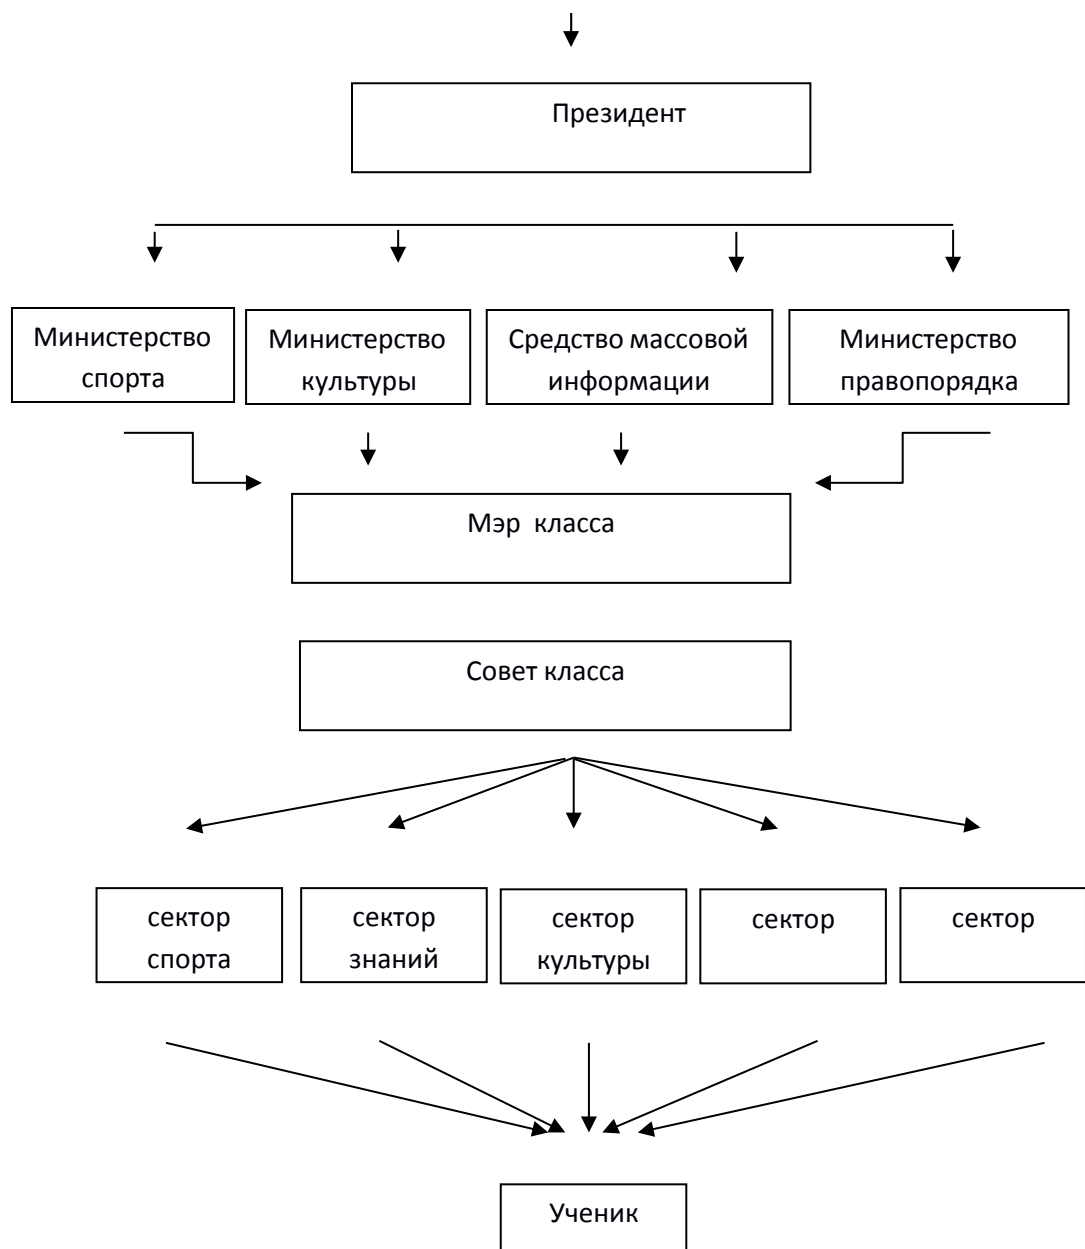 Президент
Министерство
спорта
Министерство
культуры
Средство массовой
информации
Министерство
правопорядка
Мэр класса
Совет класса
сектор
спорта
сектор
знаний
сектор
культуры
сектор
сектор
Ученик